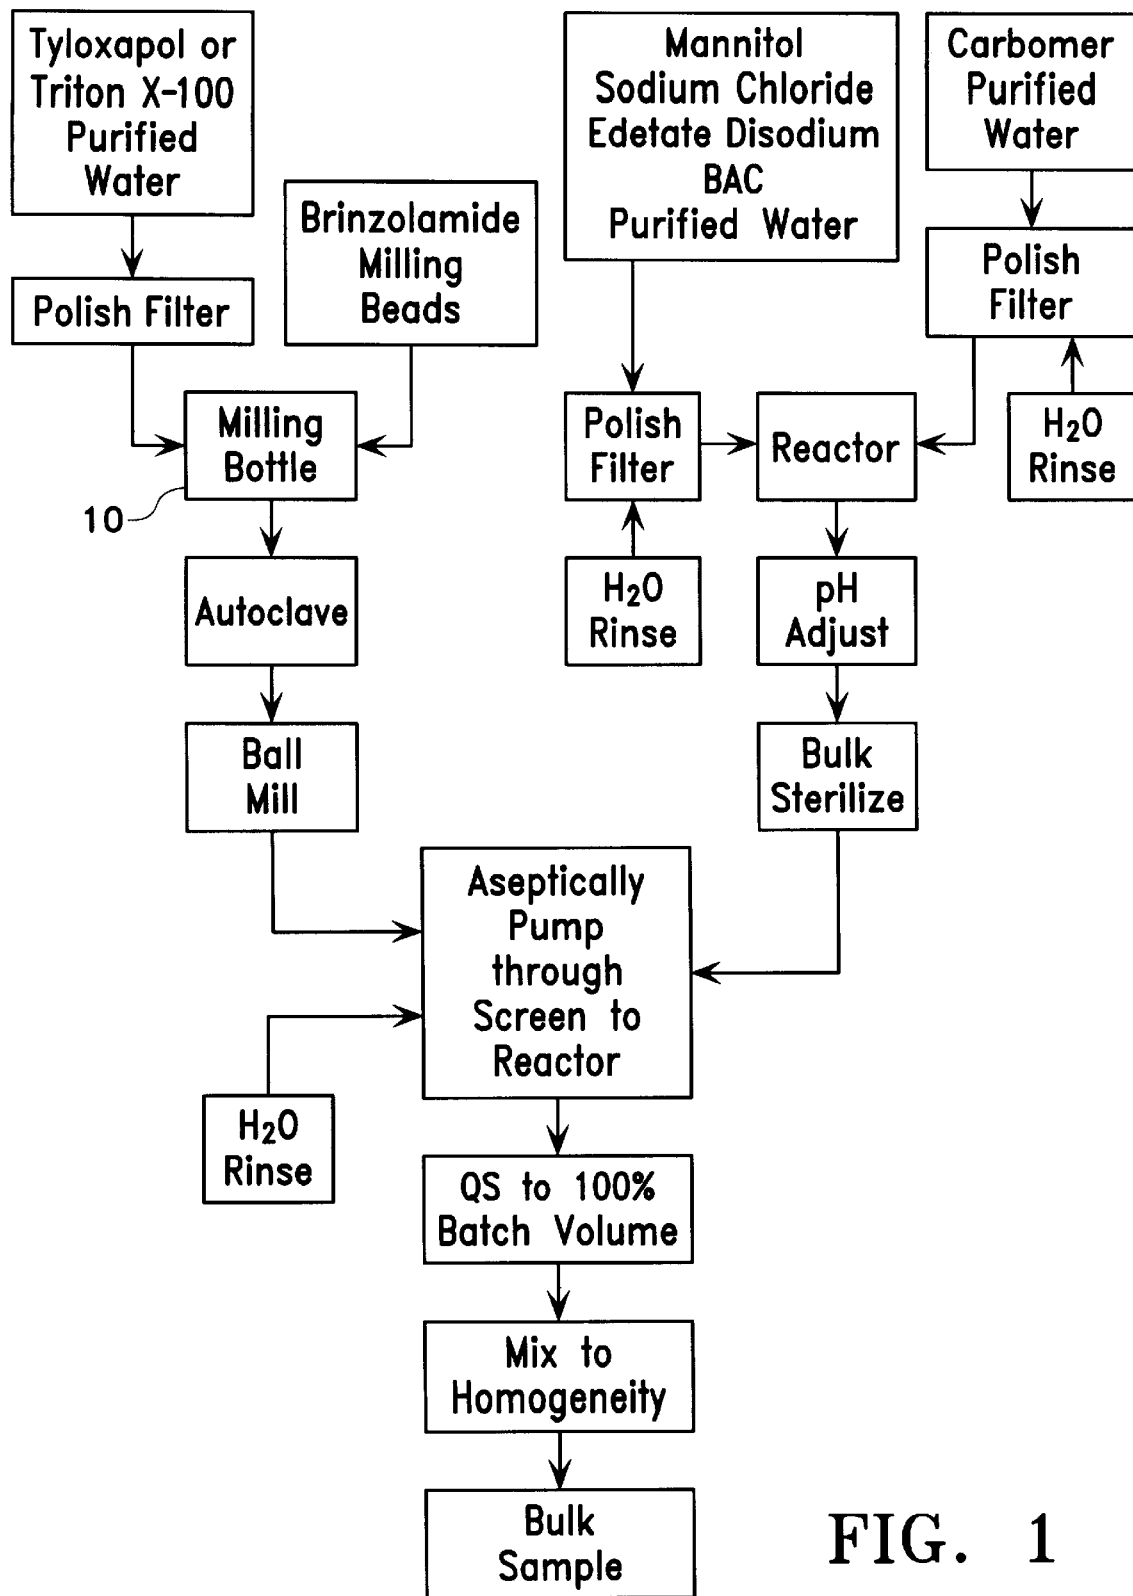 Tyloxapol or
Triton X-100
Purified
Water
Mannitol
Sodium Chloride
Edetate Disodium
BAC
Purified Water
Carbomer
Purified
Water
Brinzolamide
Milling
Beads
Polish Filter
Polish
Filter
Milling
Bottle
10
Polish
Filter
Reactor
H2O
Rinse
Autoclave
H2O
Rinse
pH
Adjust
Ball
Mill
Bulk
Sterilize
Aseptically
Pump
through
Screen to
Reactor
H2O
Rinse
QS to 100%
Batch Volume
Mix to
Homogeneity
Bulk
Sample
FIG. 1